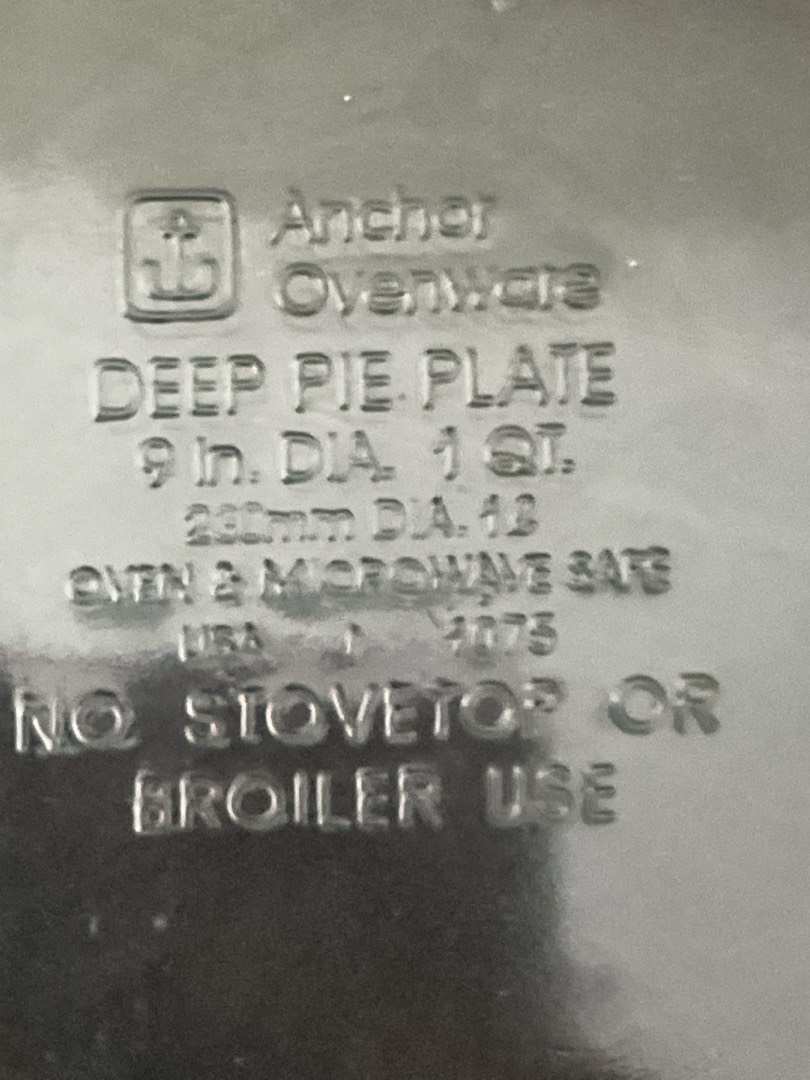 Anchor
Ovenware
DEEP PIE PLATE
9 In. DIA. 1 QT.
DIA.
OVEN & MICROWAVE SAFE
USA 1
NO STOVETOP OR
BROILER USE